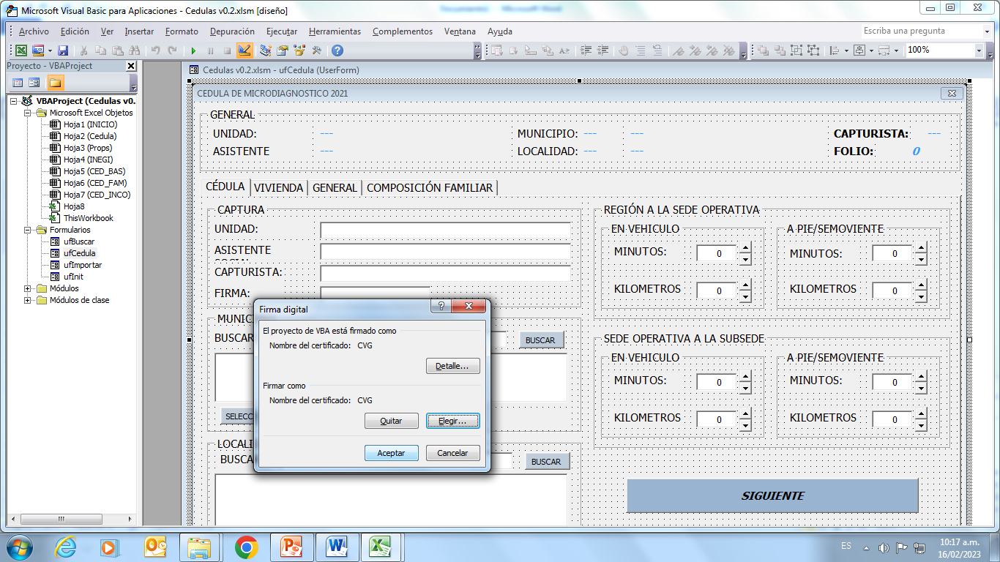 Microsoft Visual Basic para Aplicaciones - Cedulas v0.2.xlsm [diseño]
Archivo Edición Ver Insertar Formato Depuración Ejecutar Herramientas Complementos Ventana Ayuda
Escriba una pregunta
100%
Proyecto - VBAProject
VBAProject (Cedulas v0.
Microsoft Excel Objetos
Hoja1 (INICIO)
Hoja2 (Cedula)
Hoja3 (Props)
Hoja4 (INEGI)
Hoja5 (CED_BAS)
Hoja6 (CED_FAM)
Hoja7 (CED_INCO)
Hoja8
ThisWorkbook
Formularios
ufBuscar
ufCedula
ufImportar
ufInit
Módulos
Módulos de clase
Cedulas v0.2.xlsm - ufCedula (UserForm)
CEDULA DE MICRODIAGNOSTICO 2021
GENERAL
UNIDAD: --- MUNICIPIO: --- --- CAPTURISTA: ---
ASISTENTE --- LOCALIDAD: --- --- FOLIO: 0
CÉDULA VIVIENDA GENERAL COMPOSICIÓN FAMILIAR
CAPTURA
UNIDAD:
ASISTENTE
CAPTURISTA:
FIRMA:
MUNICI
BUSCAR
BUSCAR
SELECC
LOCALI
BUSCA
BUSCAR
REGIÓN A LA SEDE OPERATIVA
EN VEHICULO A PIE/SEMOVIENTE
MINUTOS: 0 MINUTOS: 0
KILOMETROS 0 KILOMETROS 0
SEDE OPERATIVA A LA SUBSEDE
EN VEHICULO A PIE/SEMOVIENTE
MINUTOS: 0 MINUTOS: 0
KILOMETROS 0 KILOMETROS 0
SIGUIENTE
Firma digital
El proyecto de VBA está firmado como
Nombre del certificado: CVG
Detalle...
Firmar como
Nombre del certificado: CVG
Quitar Elegir...
Aceptar Cancelar
ES
10:17 a.m.
16/02/2023